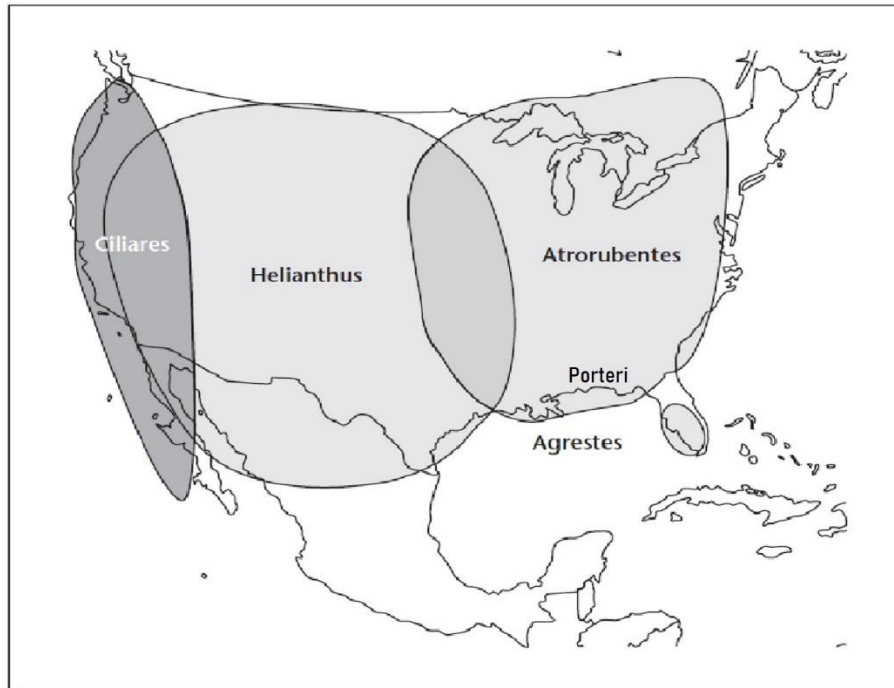 Ciliares
Helianthus
Atrorubentes
Porteri
Agrestes